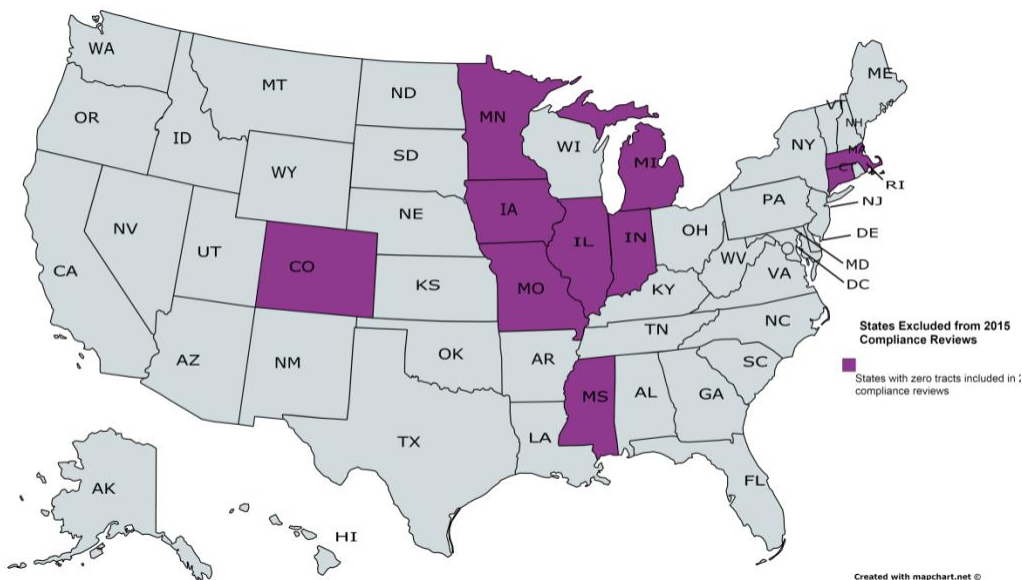 WA
MT
ND
MN
ME
VT
NH
OR
ID
SD
WI
MI
NY
MA
WY
CT
RI
NE
IA
PA
NJ
NV
UT
IL
IN
OH
DE
CA
CO
KS
MO
WV
VA
MD
KY
DC
NC
TN
AZ
NM
OK
AR
SC
MS
AL
GA
TX
LA
FL
AK
HI
States Excluded from 2015
Compliance Reviews
States with zero tracts included in 2
compliance reviews
Created with mapchart.net ©